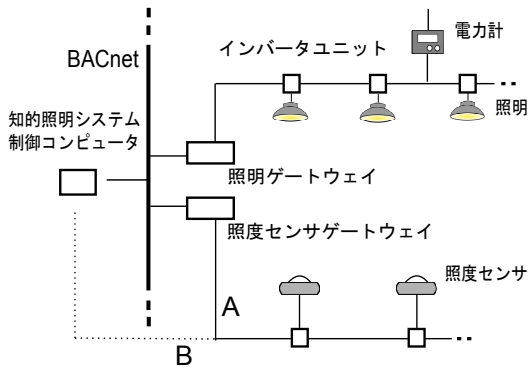 電力計
インバータユニット
BACnet
照明
知的照明システム
制御コンピュータ
照明ゲートウェイ
照度センサゲートウェイ
照度センサ
A
B